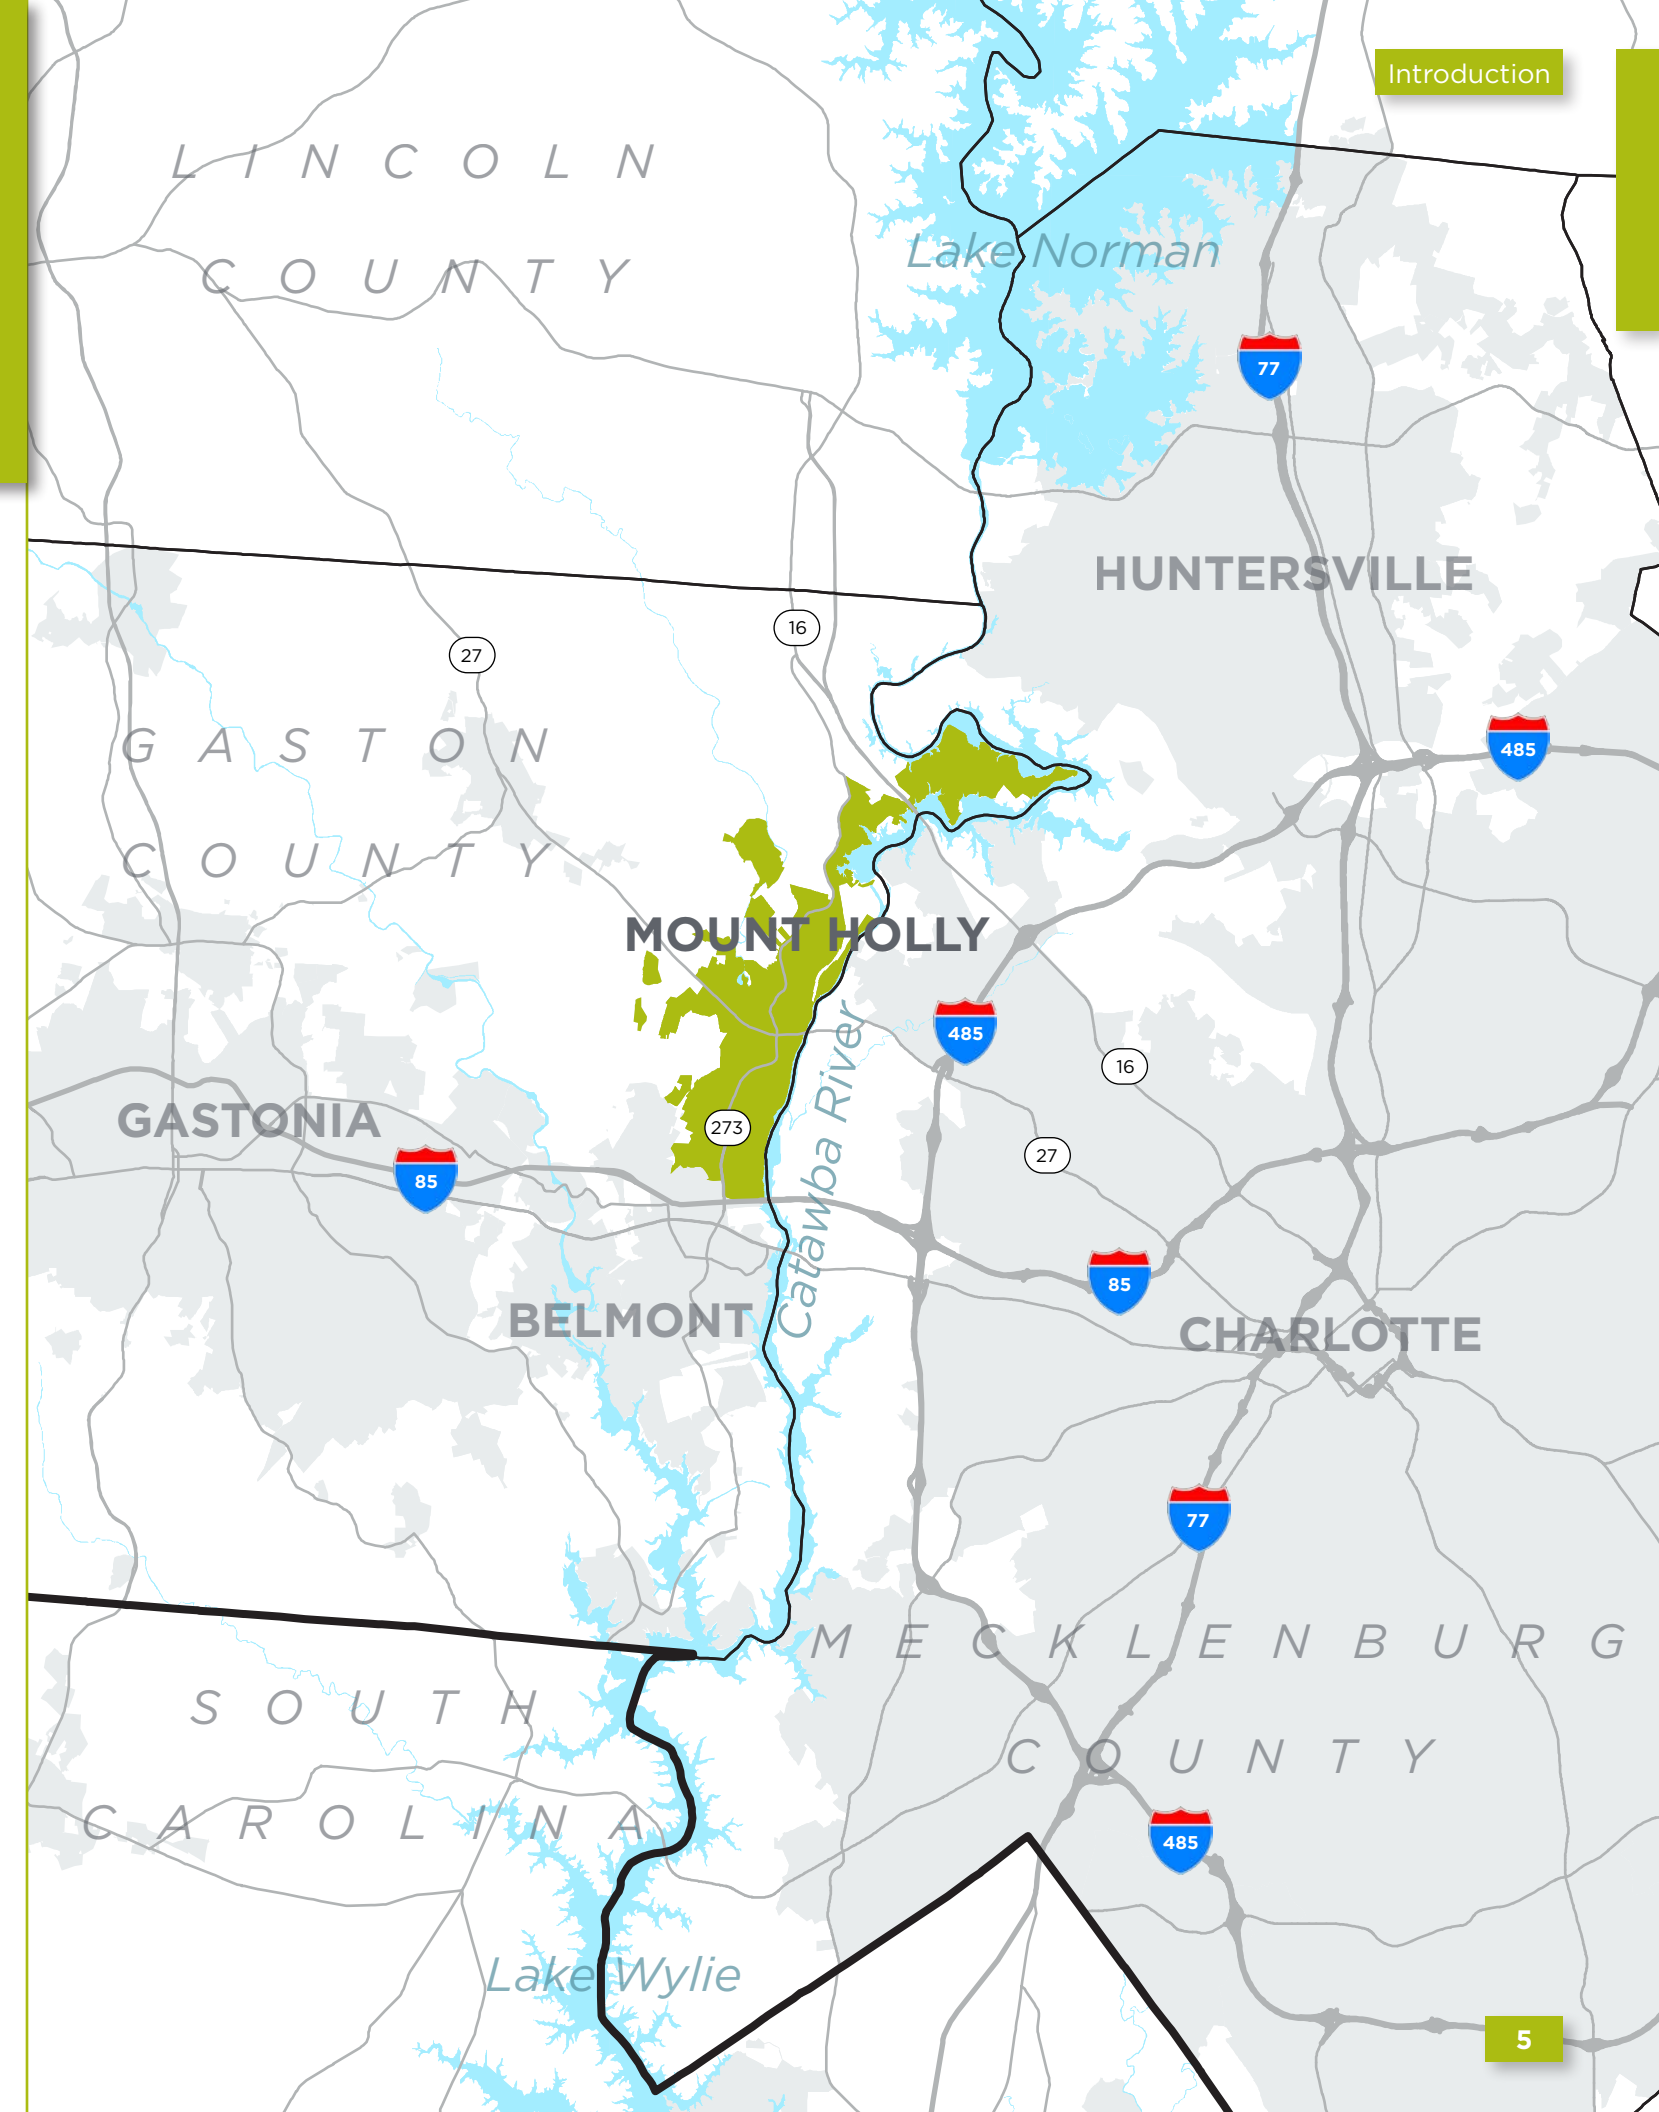 Introduction
LINCOLN
COUNTY
Lake Norman
77
HUNTERSVILLE
16
27
GASTON
COUNTY
485
MOUNT HOLLY
485
Catawba River
16
GASTONIA
273
27
85
85
BELMONT
CHARLOTTE
77
MECKLENBURG
COUNTY
SOUTH
CAROLINA
485
Lake Wylie
5